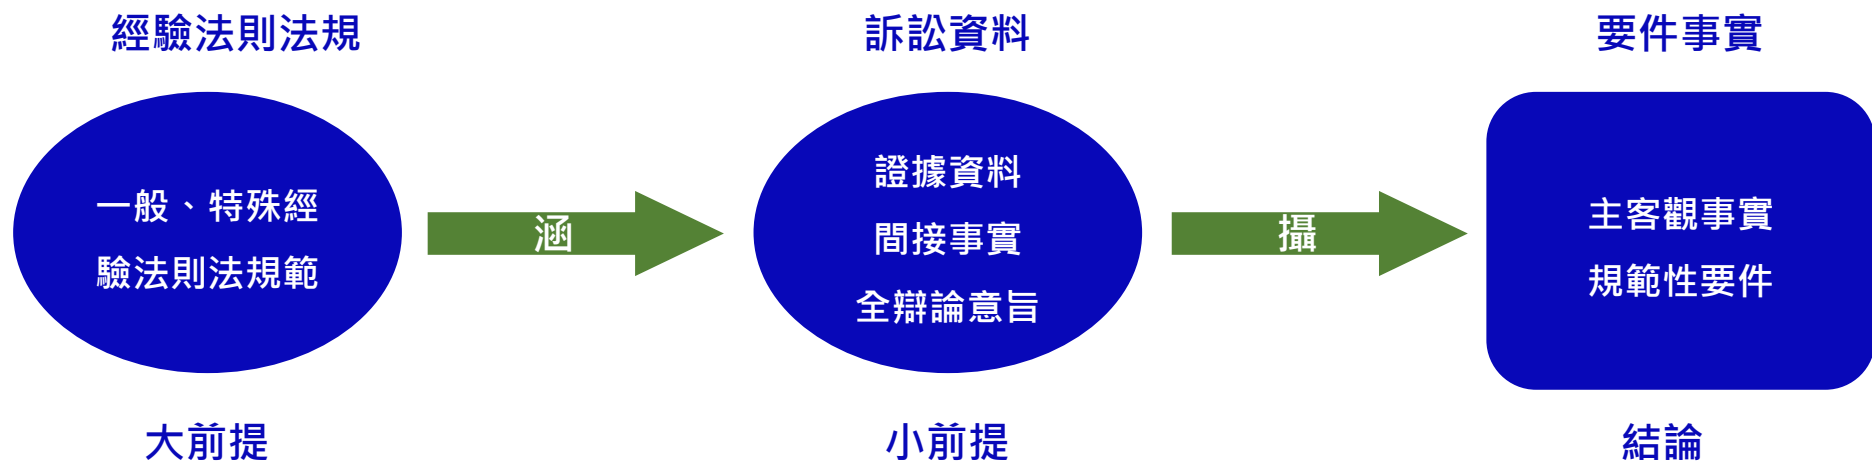 經驗法則法規
訴訟資料
要件事實
一般、特殊經
驗法則法規範
涵
證據資料
間接事實
全辯論意旨
攝
主客觀事實
規範性要件
大前提
小前提
結論